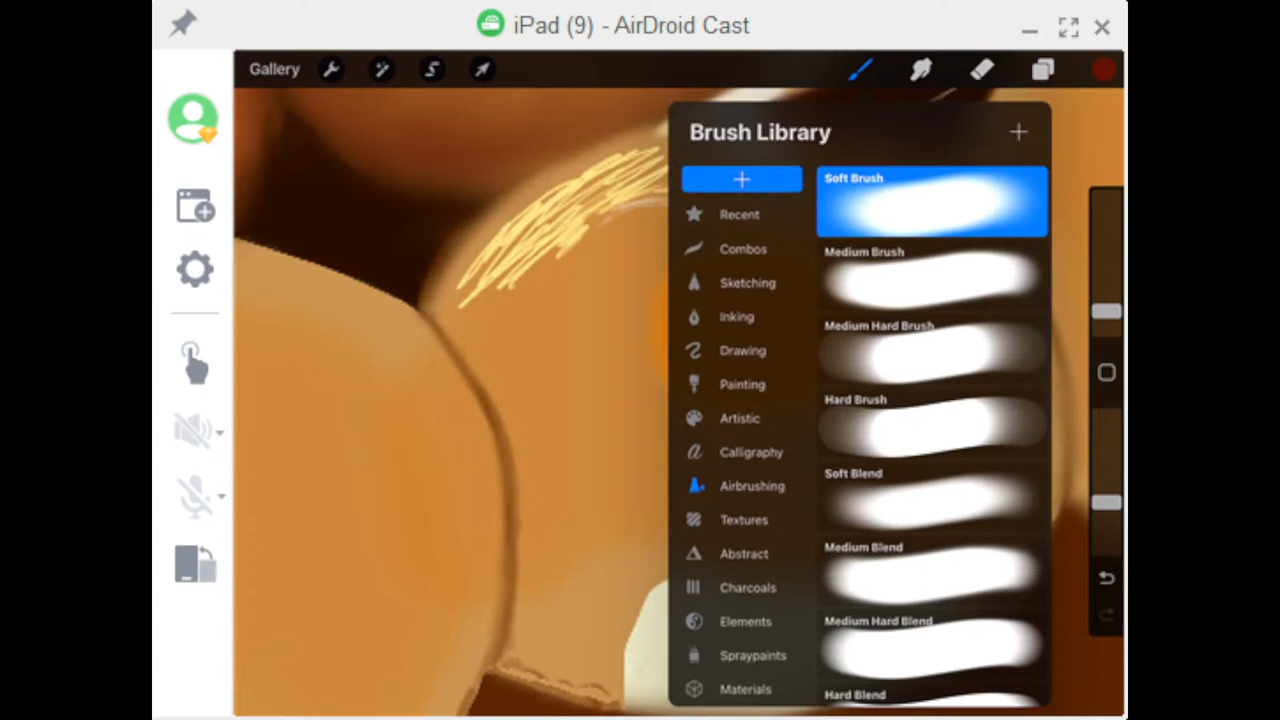 iPad (9) - AirDroid Cast
Gallery
Brush Library
Recent
Combos
Sketching
Inking
Drawing
Painting
Artistic
Calligraphy
Airbrushing
Textures
Abstract
Charcoals
Elements
Spraypaints
Materials
Soft Brush
Medium Brush
Medium Hard Brush
Hard Brush
Soft Blend
Medium Blend
Medium Hard Blend
Hard Blend